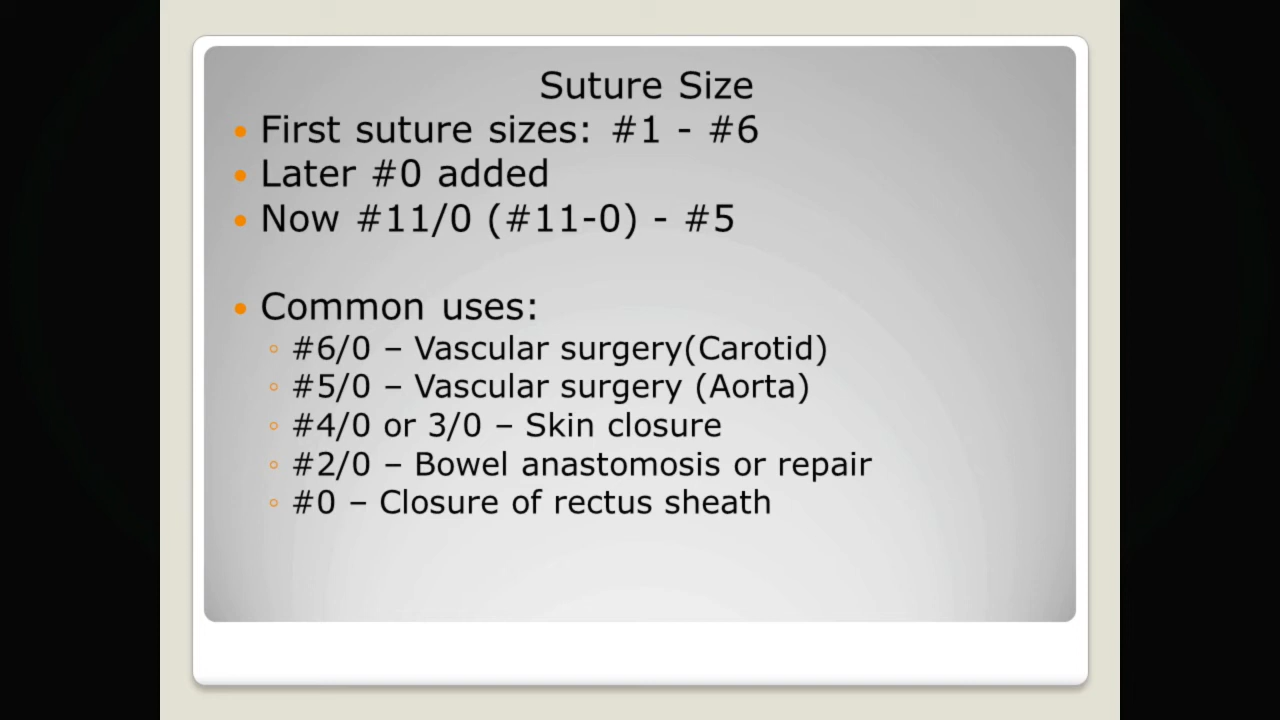 Suture Size
First suture sizes: #1 - #6
Later #0 added
Now #11/0 (#11-0) - #5
Common uses:
#6/0 – Vascular surgery(Carotid)
#5/0 – Vascular surgery (Aorta)
#4/0 or 3/0 – Skin closure
#2/0 – Bowel anastomosis or repair
#0 – Closure of rectus sheath